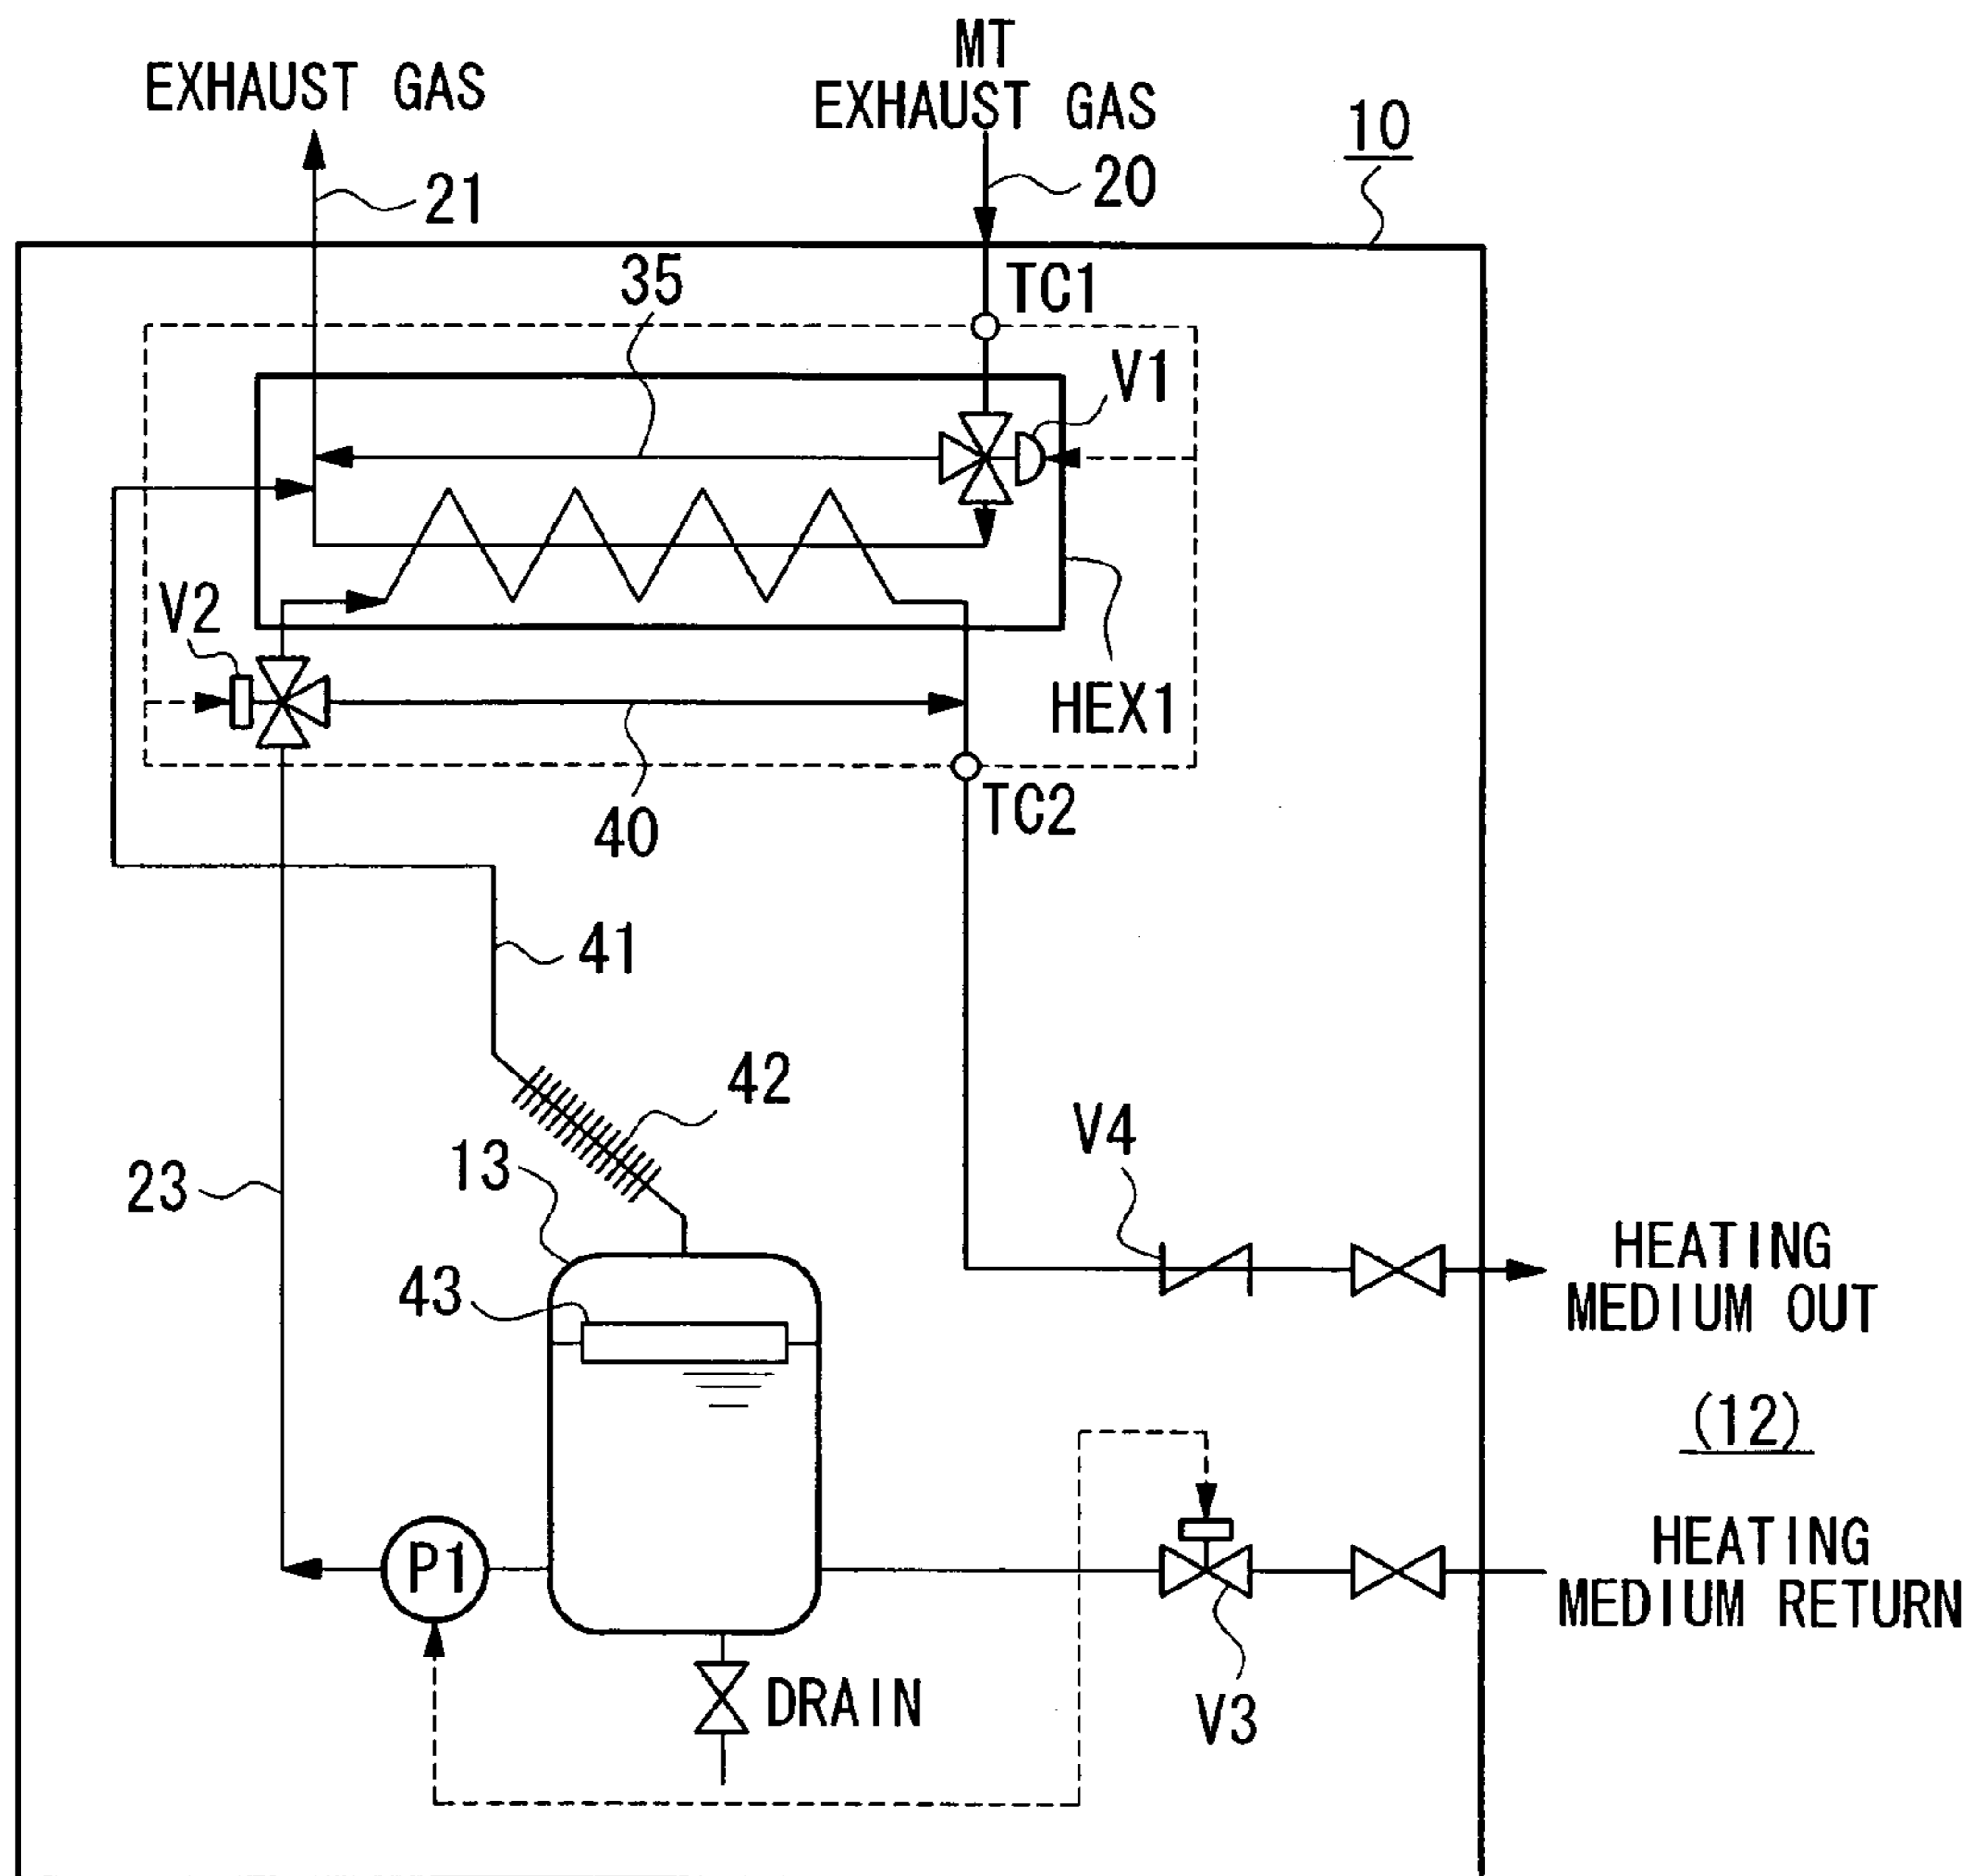 MT
EXHAUST GAS
EXHAUST GAS
10
21
20
35
TC1
V1
V2
HEX1
40
TC2
41
42
13
V4
23
43
HEATING
MEDIUM OUT
(12)
P1
HEATING
MEDIUM RETURN
DRAIN
V3